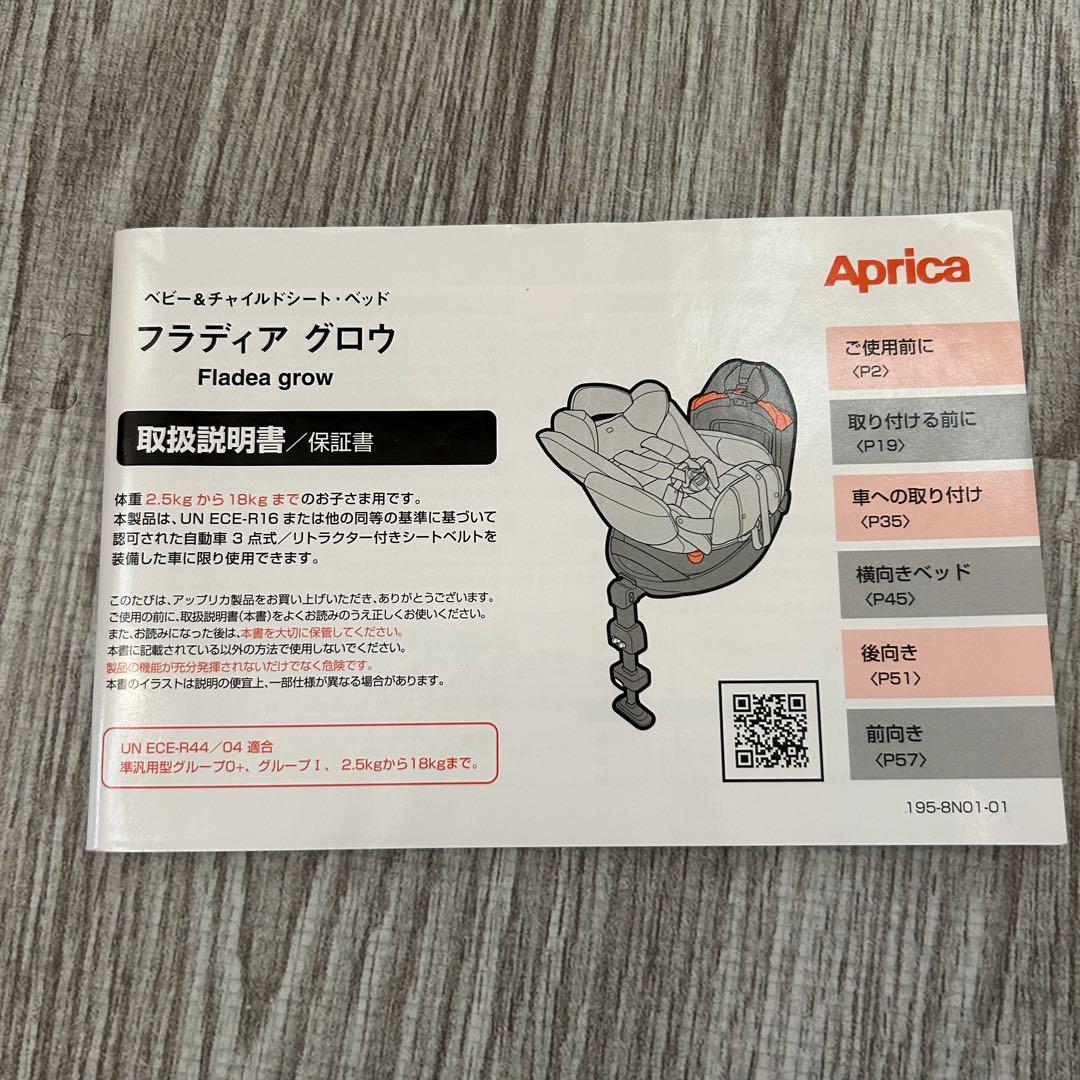 Aprica
ベビー&チャイルドシート・ベッド
フラディア グロウ
Fladea grow
取扱説明書/保証書
体重 2.5kg から 18kg までのお子さま用です。
本製品は、UN ECE-R16 または他の同等の基準に基づいて
認可された自動車 3 点式/リトラクター付きシートベルトを
装備した車に限り使用できます。
このたびは、アップリカ製品をお買い上げいただき、ありがとうございます。
ご使用の前に、取扱説明書(本書)をよくお読みのうえ正しくお使いください。
また、お読みになった後は、本書を大切に保管してください。
本書に記載されている以外の方法で使用しないでください。
製品の機能が充分発揮されないだけでなく危険です。
本書のイラストは説明の便宜上、一部仕様が異なる場合があります。
UN ECE-R44/04 適合
準汎用型グループ0+、グループⅠ、2.5kgから18kgまで。
ご使用前に
〈P2〉
取り付ける前に
〈P19〉
車への取り付け
〈P35〉
横向きベッド
〈P45〉
後向き
〈P51〉
前向き
〈P57〉
195-8N01-01